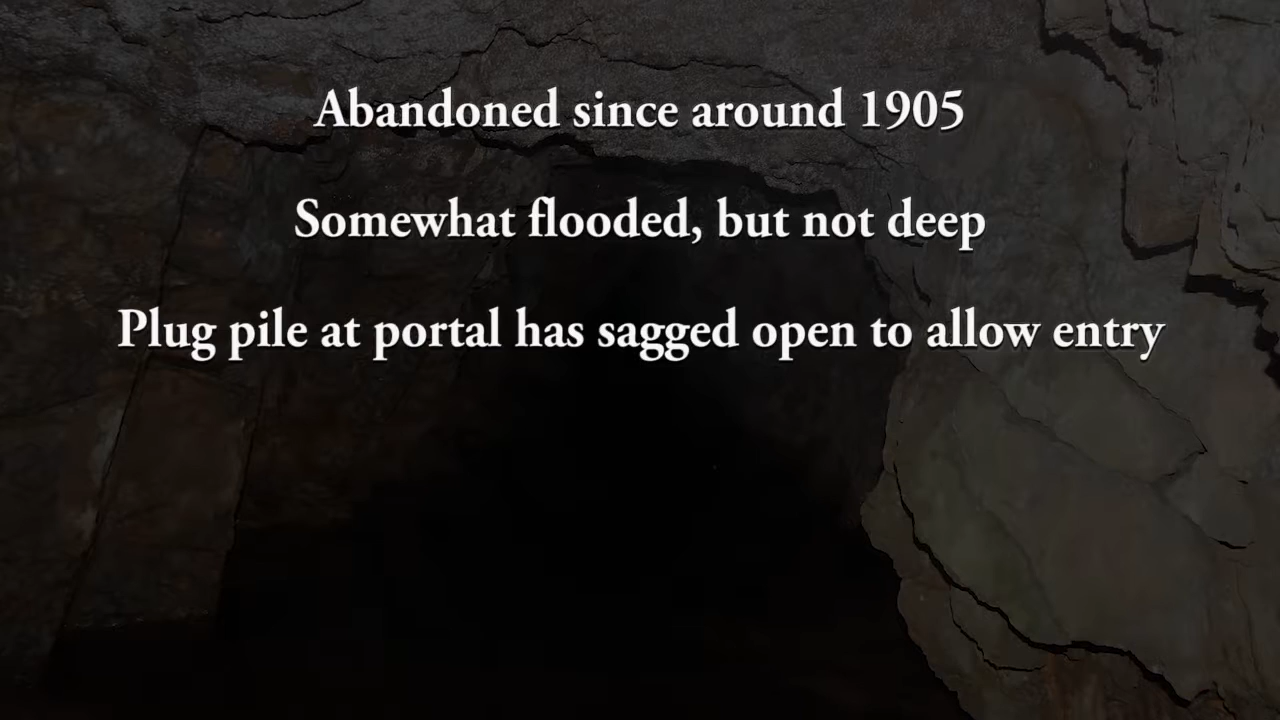 Abandoned since around 1905
Somewhat flooded, but not deep
Plug pile at portal has sagged open to allow entry